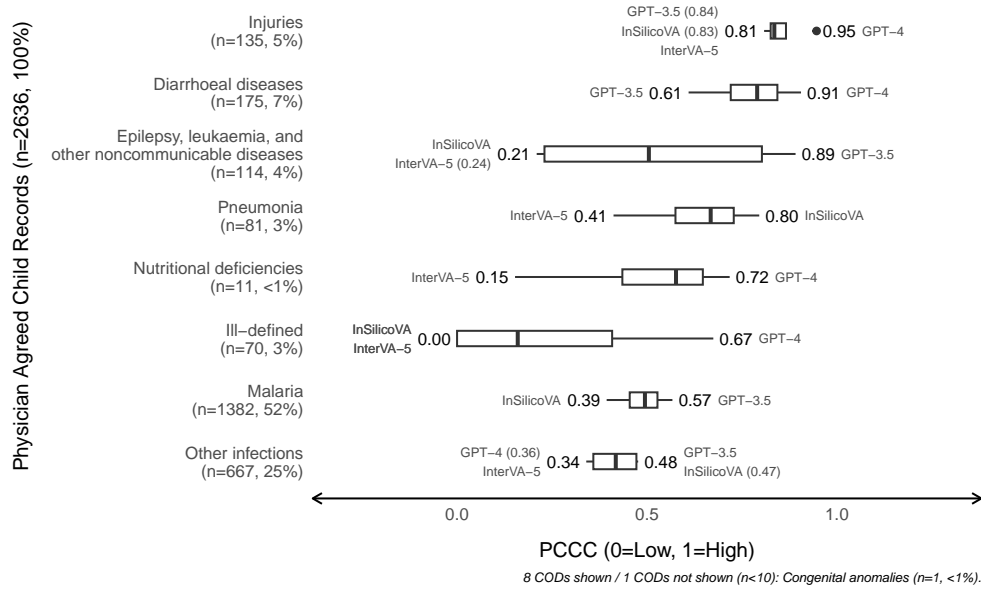 Physician Agreed Child Records (n=2636, 100%)
Injuries
(n=135, 5%)
GPT−3.5 (0.84)
InSilicoVA (0.83)
InterVA−5
0.81
0.95 GPT−4
Diarrhoeal diseases
(n=175, 7%)
GPT−3.5 0.61
0.91 GPT−4
Epilepsy, leukaemia, and
other noncommunicable diseases
(n=114, 4%)
InSilicoVA
InterVA−5 (0.24)
0.21
0.89 GPT−3.5
Pneumonia
(n=81, 3%)
InterVA−5 0.41
0.80 InSilicoVA
Nutritional deficiencies
(n=11, <1%)
InterVA−5 0.15
0.72 GPT−4
Ill−defined
(n=70, 3%)
InSilicoVA
InterVA−5
0.00
0.67 GPT−4
Malaria
(n=1382, 52%)
InSilicoVA 0.39
0.57 GPT−3.5
Other infections
(n=667, 25%)
GPT−4 (0.36)
InterVA−5
0.34
0.48
GPT−3.5
InSilicoVA (0.47)
0.0 0.5 1.0
PCCC (0=Low, 1=High)
8 CODs shown / 1 CODs not shown (n<10): Congenital anomalies (n=1, <1%).